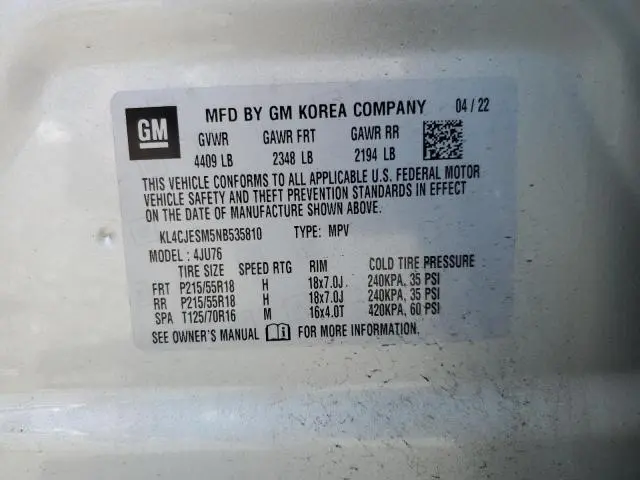 GM
MFD BY GM KOREA COMPANY 04 / 22
GVWR GAWR FRT GAWR RR
4409 LB 2348 LB 2194 LB
THIS VEHICLE CONFORMS TO ALL APPLICABLE U.S. FEDERAL MOTOR
VEHICLE SAFETY AND THEFT PREVENTION STANDARDS IN EFFECT
ON THE DATE OF MANUFACTURE SHOWN ABOVE.
KL4CJESM5NB535810 TYPE: MPV
MODEL : 4JU76
TIRE SIZE SPEED RTG RIM COLD TIRE PRESSURE
FRT P215/55R18 H 18x7.0J 240KPA, 35 PSI
RR P215/55R18 H 18x7.0J 240KPA, 35 PSI
SPA T125/70R16 M 16x4.0T 420KPA, 60 PSI
SEE OWNER'S MANUAL FOR MORE INFORMATION.